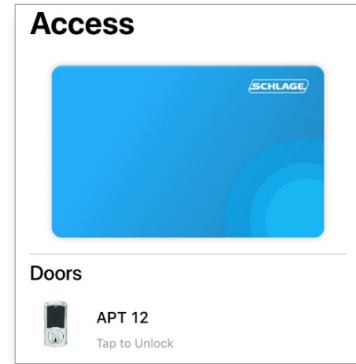 Access
SCHLAGE
Doors
APT 12
Tap to Unlock